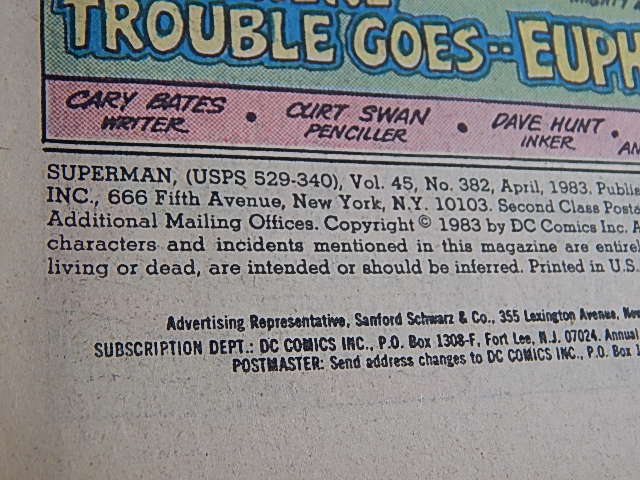 TROUBLE GOES-- EUPH
CARY BATES • CURT SWAN • DAVE HUNT •
WRITER PENCILLER INKER AN
SUPERMAN, (USPS 529-340), Vol. 45, No. 382, April, 1983. Publis
INC., 666 Fifth Avenue, New York, N.Y. 10103. Second Class Posta
Additional Mailing Offices. Copyright © 1983 by DC Comics Inc. A
characters and incidents mentioned in this magazine are entirel
living or dead, are intended or should be inferred. Printed in U.S.
Advertising Representative, Sanford Schwarz & Co., 355 Lexington Avenue, New
SUBSCRIPTION DEPT.: DC COMICS INC., P.O. Box 1308-F, Fort Lee, N.J. 07024. Annual
POSTMASTER: Send address changes to DC COMICS INC., P.O. Box 1